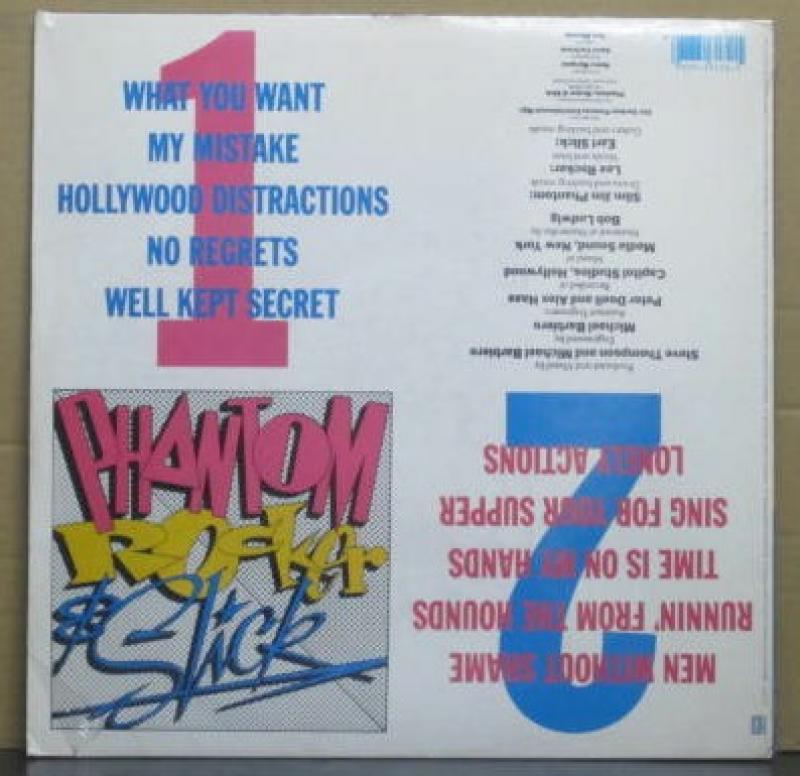 1
WHAT YOU WANT
MY MISTAKE
HOLLYWOOD DISTRACTIONS
NO REGRETS
WELL KEPT SECRET
PHANTOM
ROCKER
& SLICK
2
MEN WITHOUT SHAME
RUNNIN' FROM THE HOUNDS
TIME IS ON MY HANDS
SING FOR YOUR SUPPER
LONELY ACTIONS
Produced and Mixed by
Steve Thompson and Michael Barbiero
Engineered by
Michael Barbiero
Assistant Engineers
Peter Doell and Alex Haas
Recorded at
Capitol Studios, Hollywood
Mixed at
Media Sound, New York
Mastered at Masterdisk by
Bob Ludwig
Slim Jim Phantom:
Drums and backing vocals
Lee Rocker:
Vocals and bass
Earl Slick:
Guitars and backing vocals